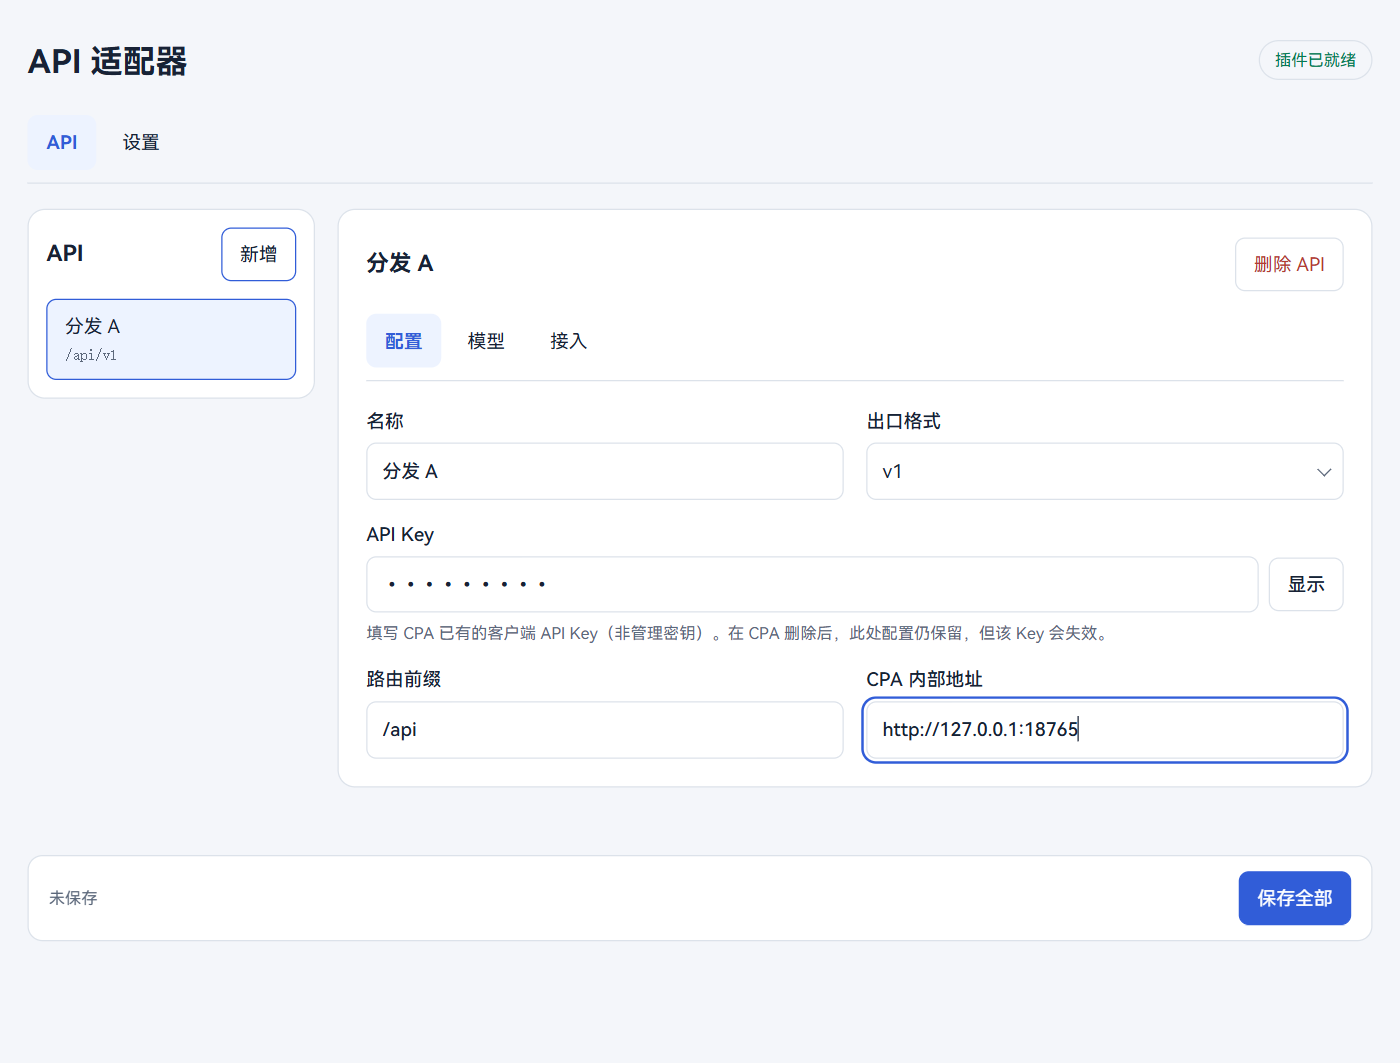 API 适配器
插件已就绪
API
设置
API
新增
分发 A
/api/v1
分发 A
删除 API
配置
模型
接入
名称
出口格式
分发 A
v1
API Key
•••••••••
显示
填写 CPA 已有的客户端 API Key（非管理密钥）。在 CPA 删除后，此处配置仍保留，但该 Key 会失效。
路由前缀
CPA 内部地址
/api
http://127.0.0.1:18765
未保存
保存全部